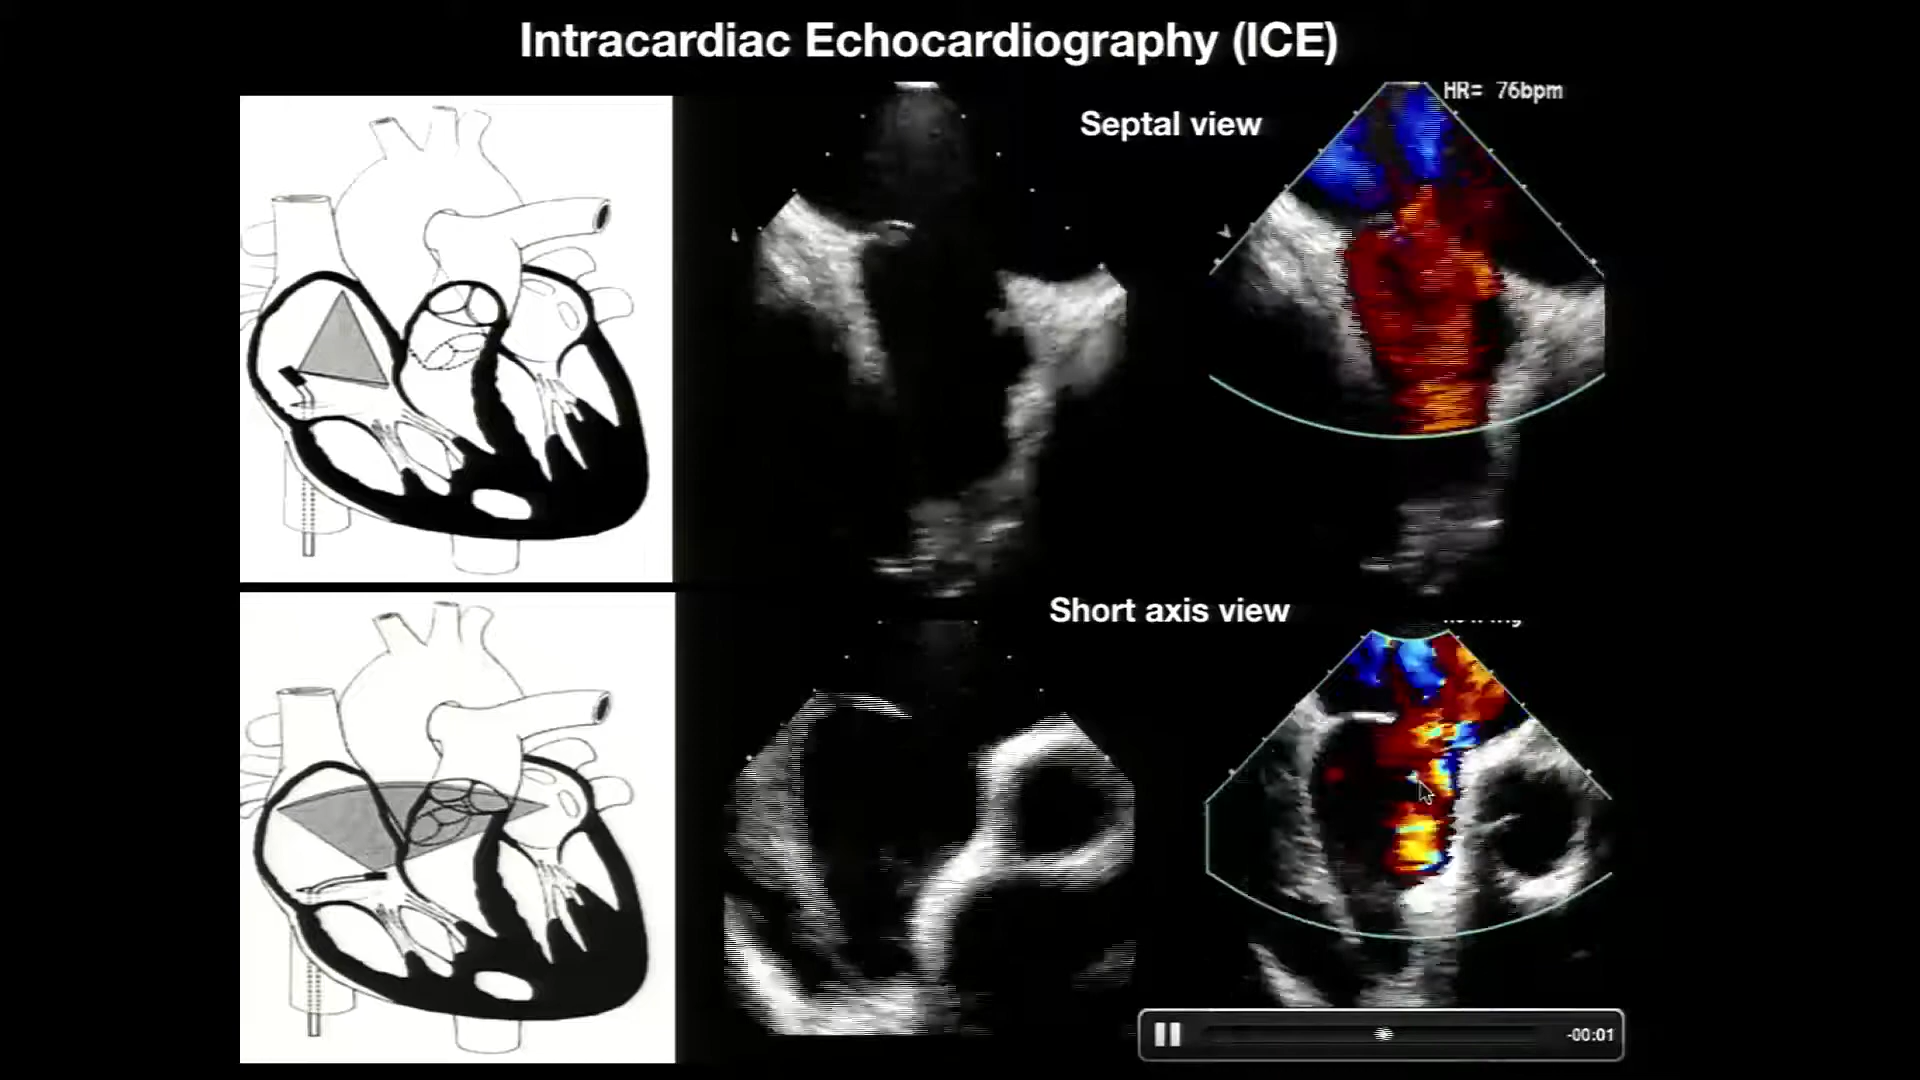 Intracardiac Echocardiography (ICE)
HR= 76bpm
Septal view
Short axis view
-00:01